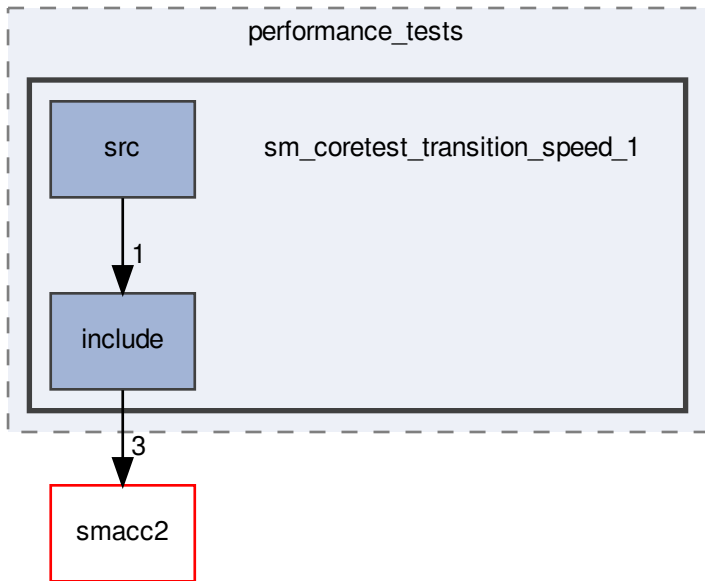 performance_tests
src
sm_coretest_transition_speed_1
1
include
3
smacc2